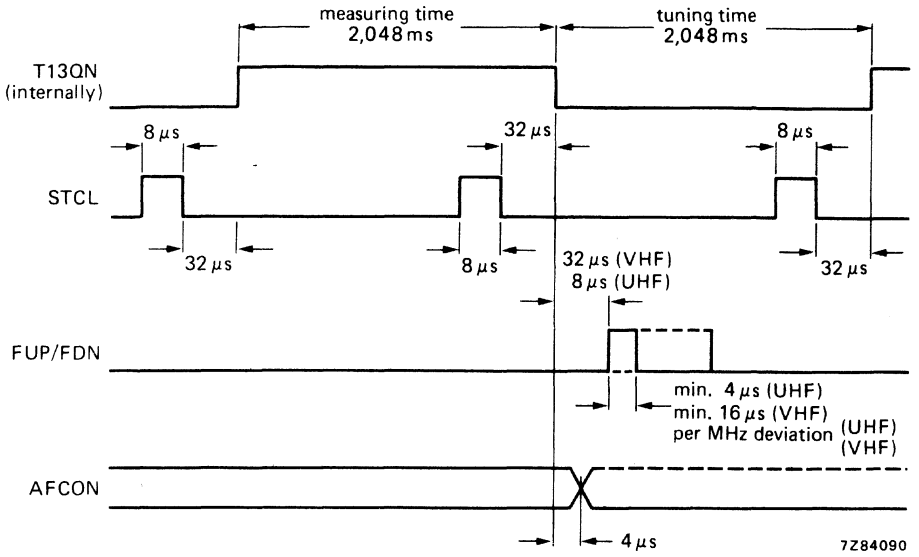 measuring time
2,048 ms
tuning time
2,048 ms
T13QN
(internally)
8 μs
32 μs
8 μs
STCL
32 μs
8 μs
32 μs
32 μs (VHF)
8 μs (UHF)
FUP/FDN
min. 4 μs (UHF)
min. 16 μs (VHF)
per MHz deviation (UHF)
(VHF)
AFCON
4 μs
7Z84090